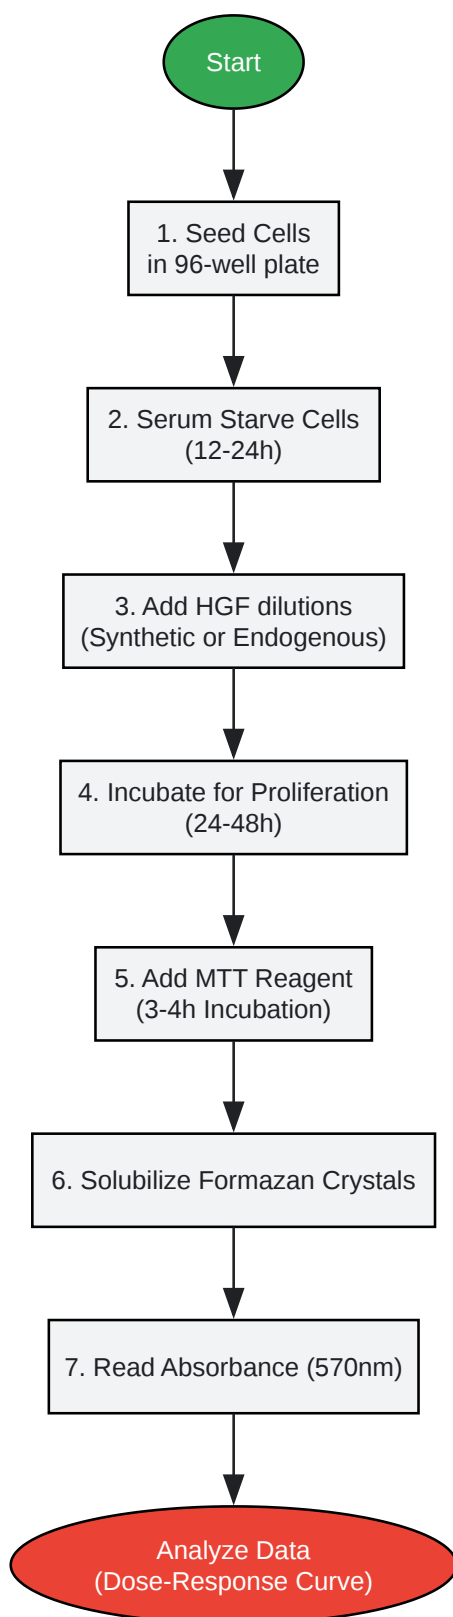 Start
1. Seed Cells
in 96-well plate
2. Serum Starve Cells
(12-24h)
3. Add HGF dilutions
(Synthetic or Endogenous)
4. Incubate for Proliferation
(24-48h)
5. Add MTT Reagent
(3-4h Incubation)
6. Solubilize Formazan Crystals
7. Read Absorbance (570nm)
Analyze Data
(Dose-Response Curve)